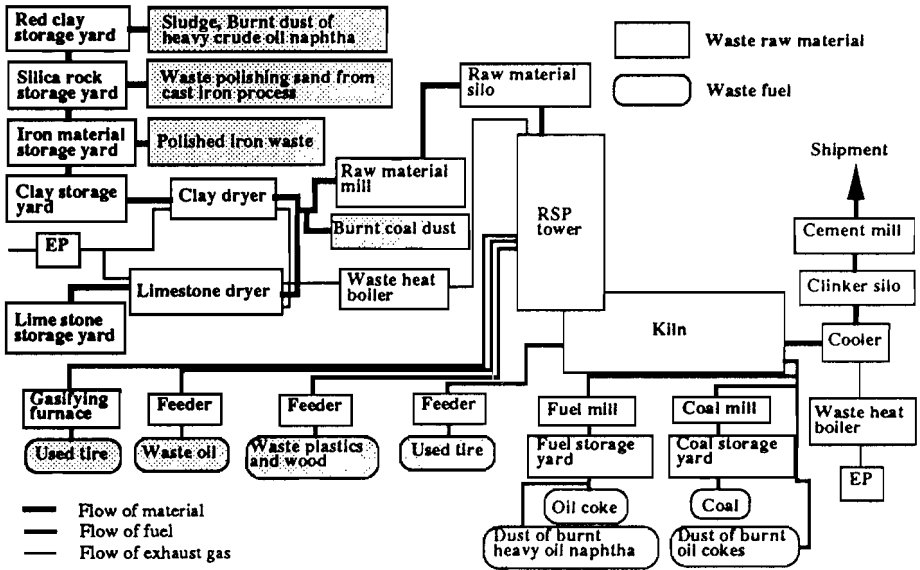 Red clay
storage yard
Sludge, Burnt dust of
heavy crude oil naphtha
Silica rock
storage yard
Waste polishing sand from
cast iron process
Iron material
storage yard
Polished iron waste
Clay storage
yard
Clay dryer
EP
Limestone dryer
Lime stone
storage yard
Raw material
mill
Burnt coal dust
Waste heat
boiler
Raw material
silo
RSP
tower
Kiln
Waste raw material
Waste fuel
Shipment
Cement mill
Clinker silo
Cooler
Waste heat
boiler
EP
Gasifying
furnace
Used tire
Feeder
Waste oil
Feeder
Waste plastics
and wood
Feeder
Used tire
Fuel mill
Fuel storage
yard
Oil coke
Dust of burnt
heavy oil naphtha
Coal mill
Coal storage
yard
Coal
Dust of burnt
oil cokes
Flow of material
Flow of fuel
Flow of exhaust gas